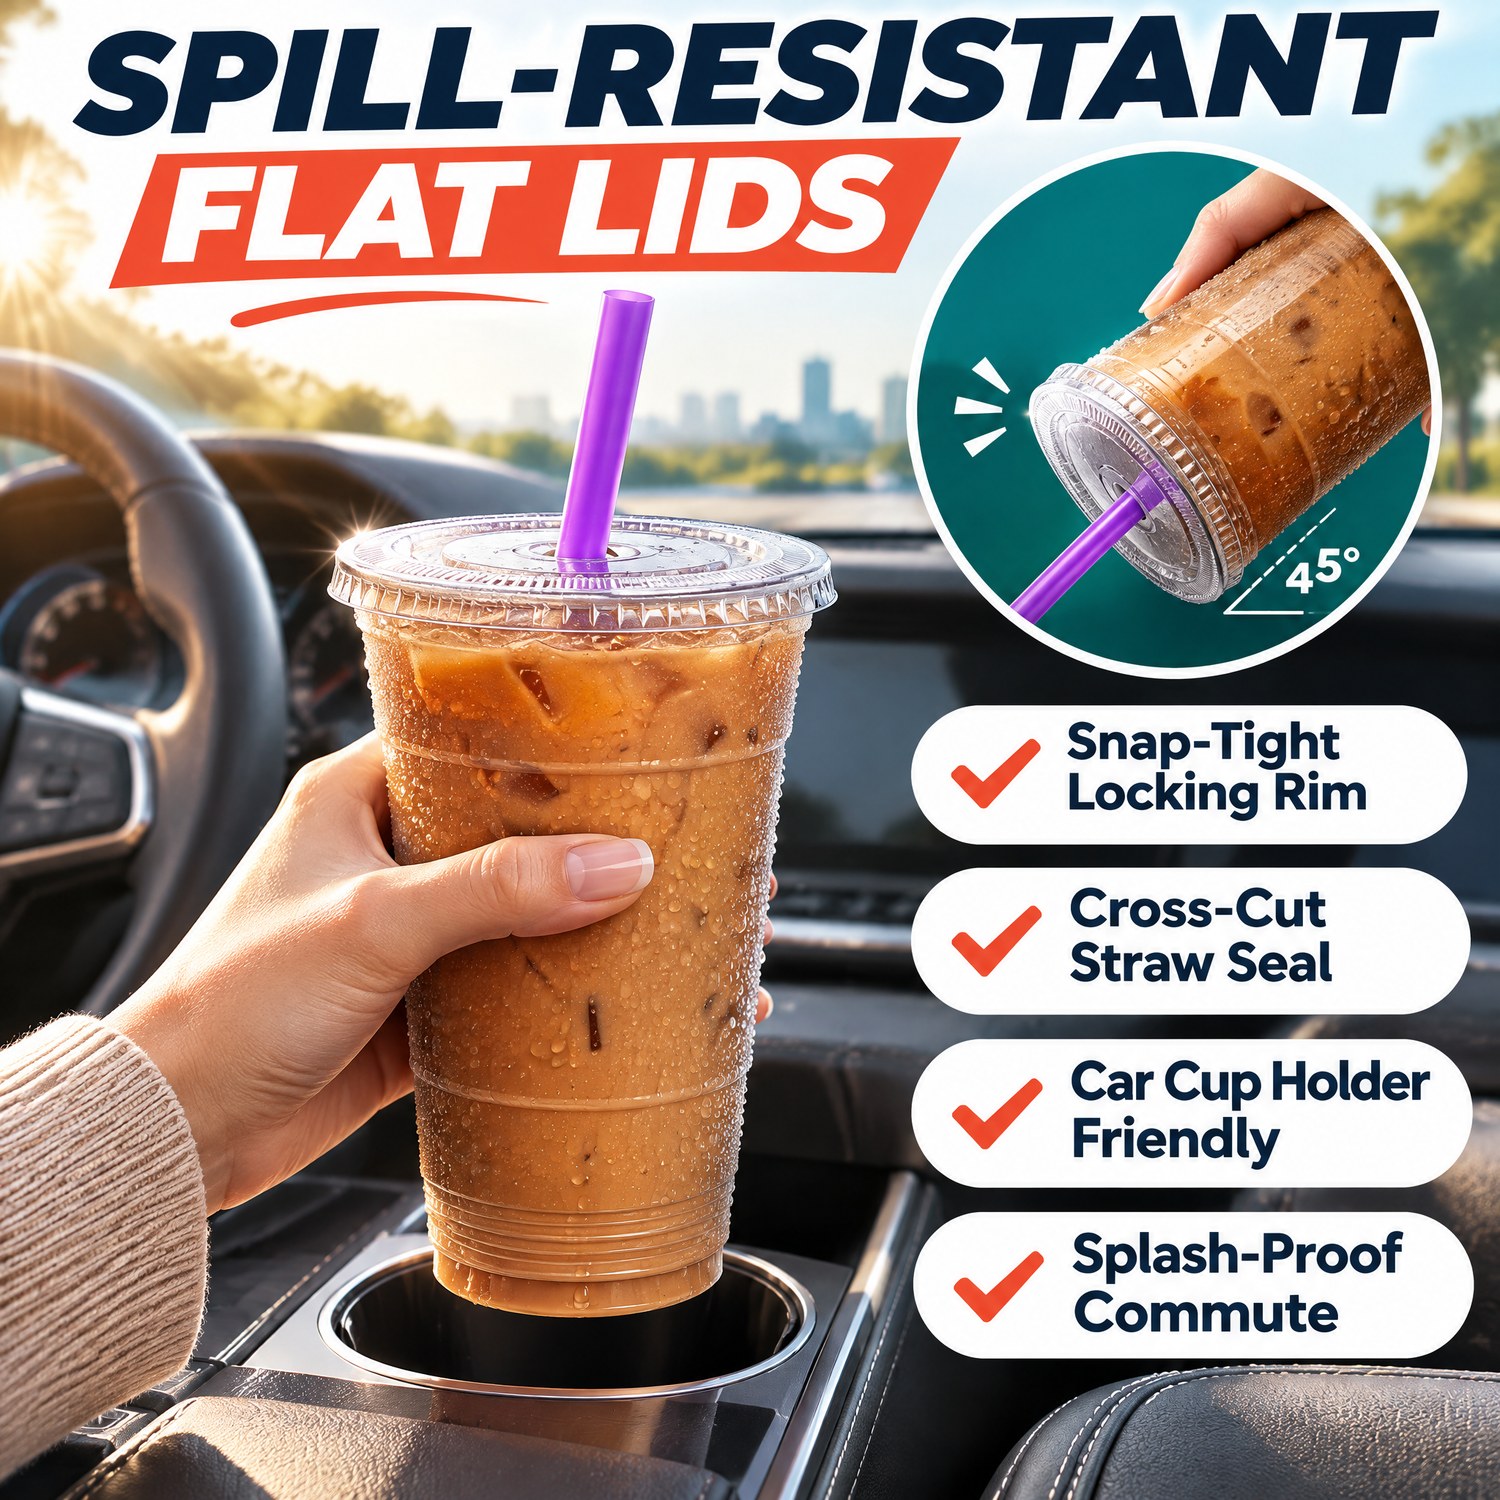 SPILL-RESISTANT
FLAT LIDS
45°
Snap-Tight
Locking Rim
Cross-Cut
Straw Seal
Car Cup Holder
Friendly
Splash-Proof
Commute